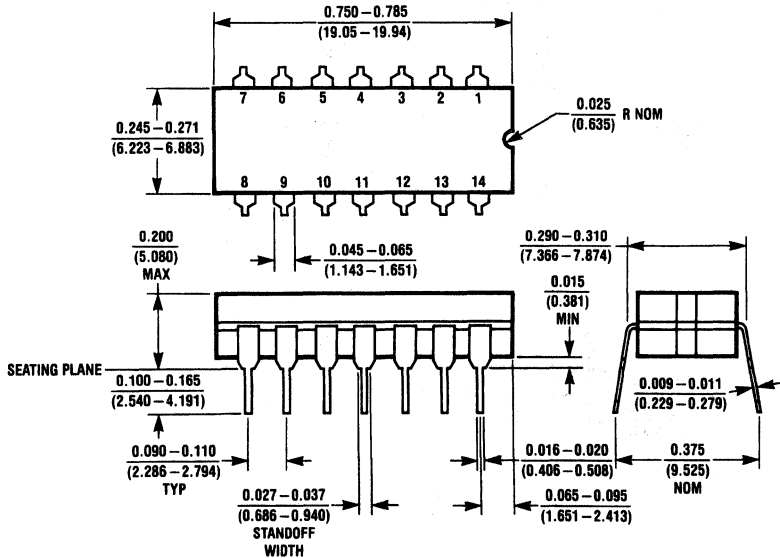 0.750 – 0.785
(19.05 – 19.94)
7 6 5 4 3 2 1
0.025
(0.635)
R NOM
0.245 – 0.271
(6.223 – 6.883)
8 9 10 11 12 13 14
0.200
(5.080)
MAX
0.045 – 0.065
(1.143 – 1.651)
0.290 – 0.310
(7.366 – 7.874)
0.015
(0.381)
MIN
SEATING PLANE
0.100 – 0.165
(2.540 – 4.191)
0.009 – 0.011
(0.229 – 0.279)
0.090 – 0.110
(2.286 – 2.794)
TYP
0.016 – 0.020
(0.406 – 0.508)
0.375
(9.525)
NOM
0.027 – 0.037
(0.686 – 0.940)
STANDOFF
WIDTH
0.065 – 0.095
(1.651 – 2.413)